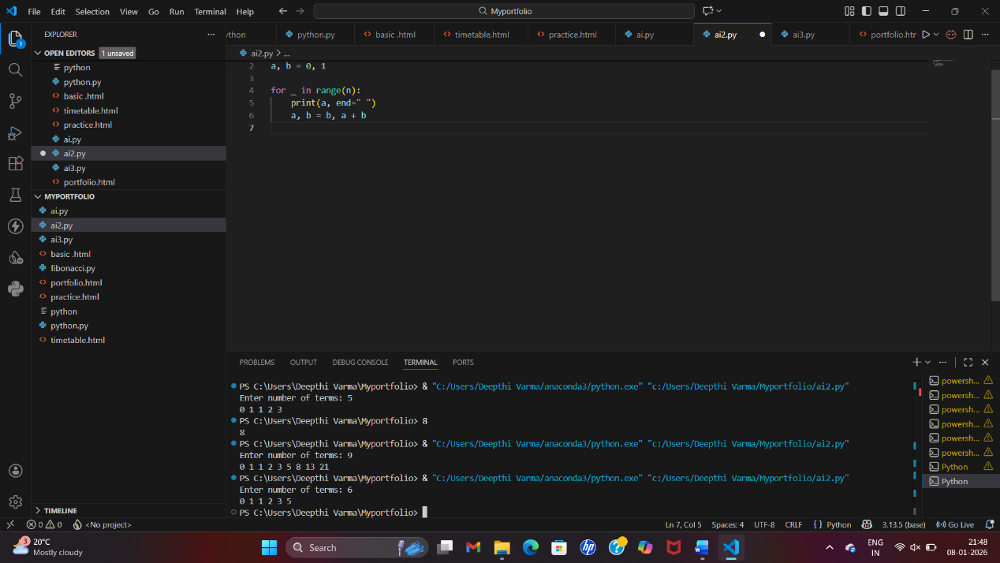 File Edit Selection View Go Run Terminal Help
Myportfolio
EXPLORER
OPEN EDITORS 1 unsaved
python
python.py
basic .html
timetable.html
practice.html
ai.py
ai2.py
ai3.py
portfolio.html
MYPORTFOLIO
ai.py
ai2.py
ai3.py
basic .html
fibonacci.py
portfolio.html
practice.html
python
python.py
timetable.html
TIMELINE
ython python.py basic .html timetable.html practice.html ai.py ai2.py ai3.py portfolio.htr
ai2.py > ...
2 a, b = 0, 1
3
4 for _ in range(n):
5 print(a, end=" ")
6 a, b = b, a + b
7
PROBLEMS OUTPUT DEBUG CONSOLE TERMINAL PORTS
PS C:\Users\Deepthi Varma\Myportfolio> & "C:/Users/Deepthi Varma/anaconda3/python.exe" "c:/Users/Deepthi Varma/Myportfolio/ai2.py"
Enter number of terms: 5
0 1 1 2 3
PS C:\Users\Deepthi Varma\Myportfolio> 8
8
PS C:\Users\Deepthi Varma\Myportfolio> & "C:/Users/Deepthi Varma/anaconda3/python.exe" "c:/Users/Deepthi Varma/Myportfolio/ai2.py"
Enter number of terms: 9
0 1 1 2 3 5 8 13 21
PS C:\Users\Deepthi Varma\Myportfolio> & "C:/Users/Deepthi Varma/anaconda3/python.exe" "c:/Users/Deepthi Varma/Myportfolio/ai2.py"
Enter number of terms: 6
0 1 1 2 3 5
PS C:\Users\Deepthi Varma\Myportfolio>
powersh...
powersh...
powersh...
powersh...
powersh...
powersh...
Python
Python
0 0 <No project>
Ln 7, Col 5 Spaces: 4 UTF-8 CRLF { } Python 3.13.5 (base) Go Live
3
20°C
Mostly cloudy
Search
hp
ENG
IN
21:48
08-01-2026